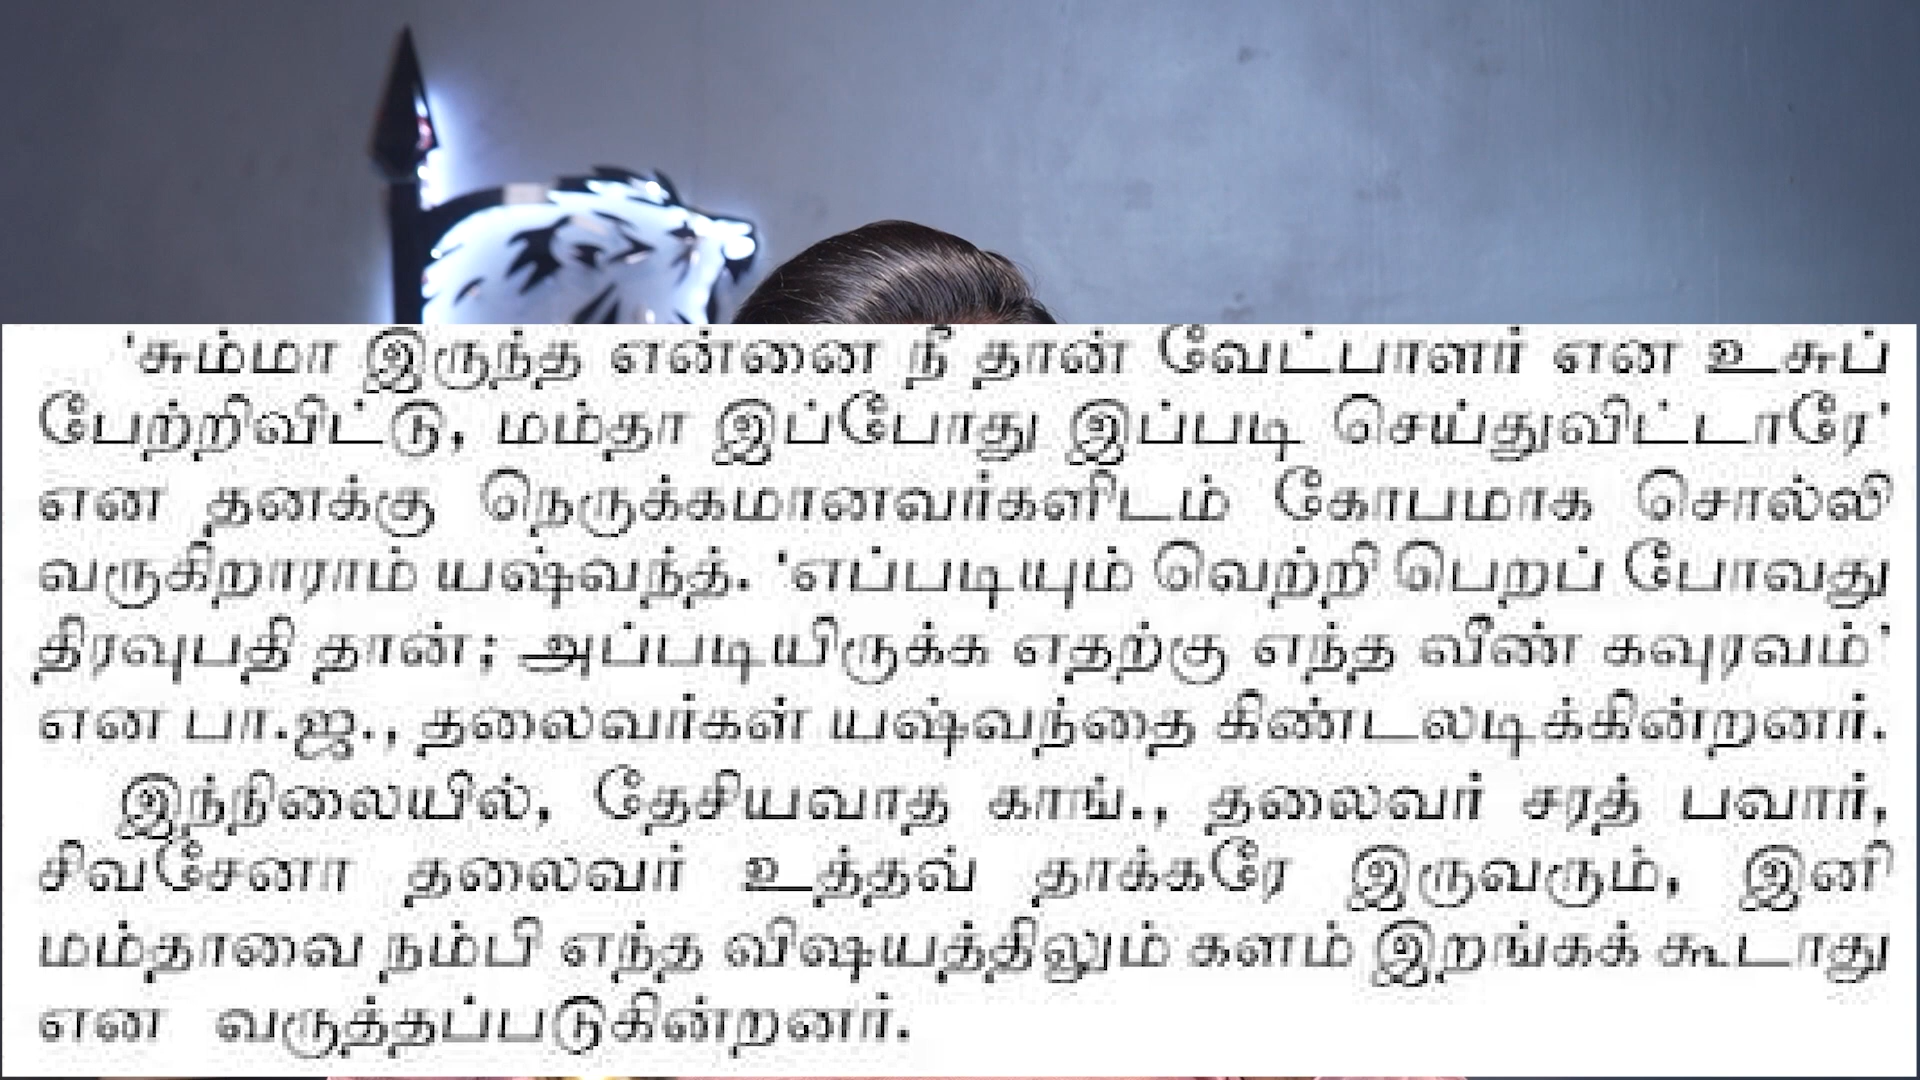 'சும்மா இருந்த என்னை நீ தான் வேட்பாளர் என உசுப்
பேற்றிவிட்டு, மம்தா இப்போது இப்படி செய்துவிட்டாரே'
என தனக்கு நெருக்கமானவர்களிடம் கோபமாக சொல்லி
வருகிறாராம் யஷ்வந்த். 'எப்படியும் வெற்றி பெறப் போவது
திரவுபதி தான்; அப்படியிருக்க எதற்கு எந்த வீண் கவுரவம்'
என பா.ஜ., தலைவர்கள் யஷ்வந்தை கிண்டலடிக்கின்றனர்.
இந்நிலையில், தேசியவாத காங்., தலைவர் சரத் பவார்,
சிவசேனா தலைவர் உத்தவ் தாக்கரே இருவரும், இனி
மம்தாவை நம்பி எந்த விஷயத்திலும் களம் இறங்கக் கூடாது
என வருத்தப்படுகின்றனர்.